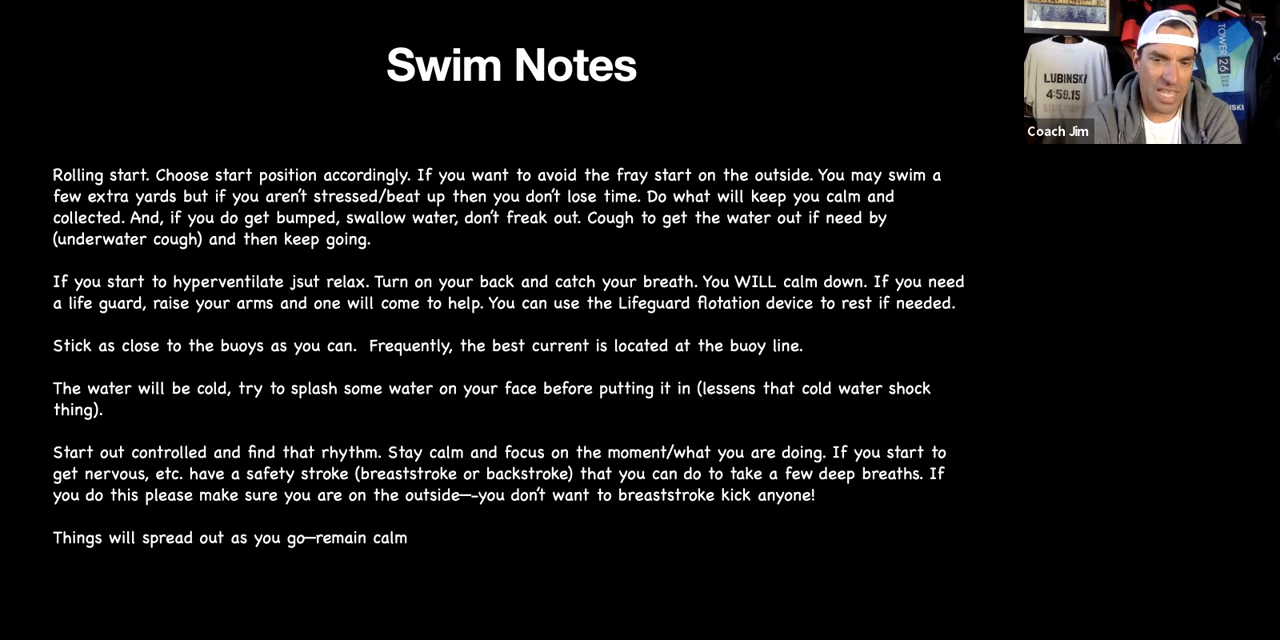 Swim Notes
LUBINSKI
4:59.15
TOWER 26
Coach Jim
Rolling start. Choose start position accordingly. If you want to avoid the fray start on the outside. You may swim a
few extra yards but if you aren't stressed/beat up then you don't lose time. Do what will keep you calm and
collected. And, if you do get bumped, swallow water, don't freak out. Cough to get the water out if need by
(underwater cough) and then keep going.
If you start to hyperventilate jsut relax. Turn on your back and catch your breath. You WILL calm down. If you need
a life guard, raise your arms and one will come to help. You can use the Lifeguard flotation device to rest if needed.
Stick as close to the buoys as you can.  Frequently, the best current is located at the buoy line.
The water will be cold, try to splash some water on your face before putting it in (lessens that cold water shock
thing).
Start out controlled and find that rhythm. Stay calm and focus on the moment/what you are doing. If you start to
get nervous, etc. have a safety stroke (breaststroke or backstroke) that you can do to take a few deep breaths. If
you do this please make sure you are on the outside—-you don't want to breaststroke kick anyone!
Things will spread out as you go—remain calm